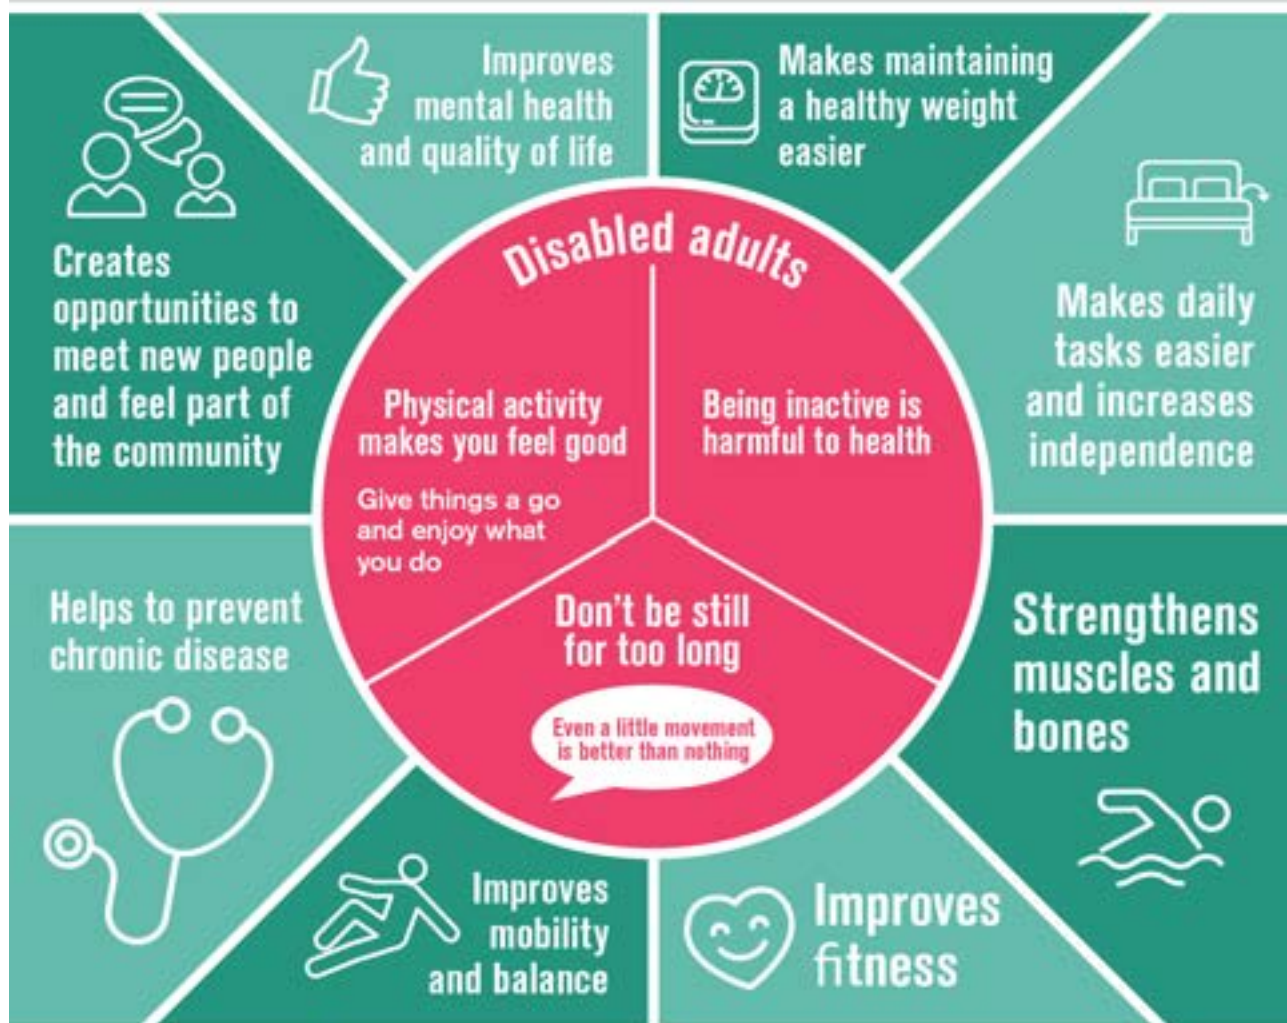 Improves
mental health
and quality of life
Makes maintaining
a healthy weight
easier
Creates
opportunities to
meet new people
and feel part of
the community
Makes daily
tasks easier
and increases
independence
Disabled adults
Physical activity
makes you feel good
Give things a go
and enjoy what
you do
Being inactive is
harmful to health
Don't be still
for too long
Even a little movement
is better than nothing
Helps to prevent
chronic disease
Strengthens
muscles and
bones
Improves
mobility
and balance
Improves
fitness